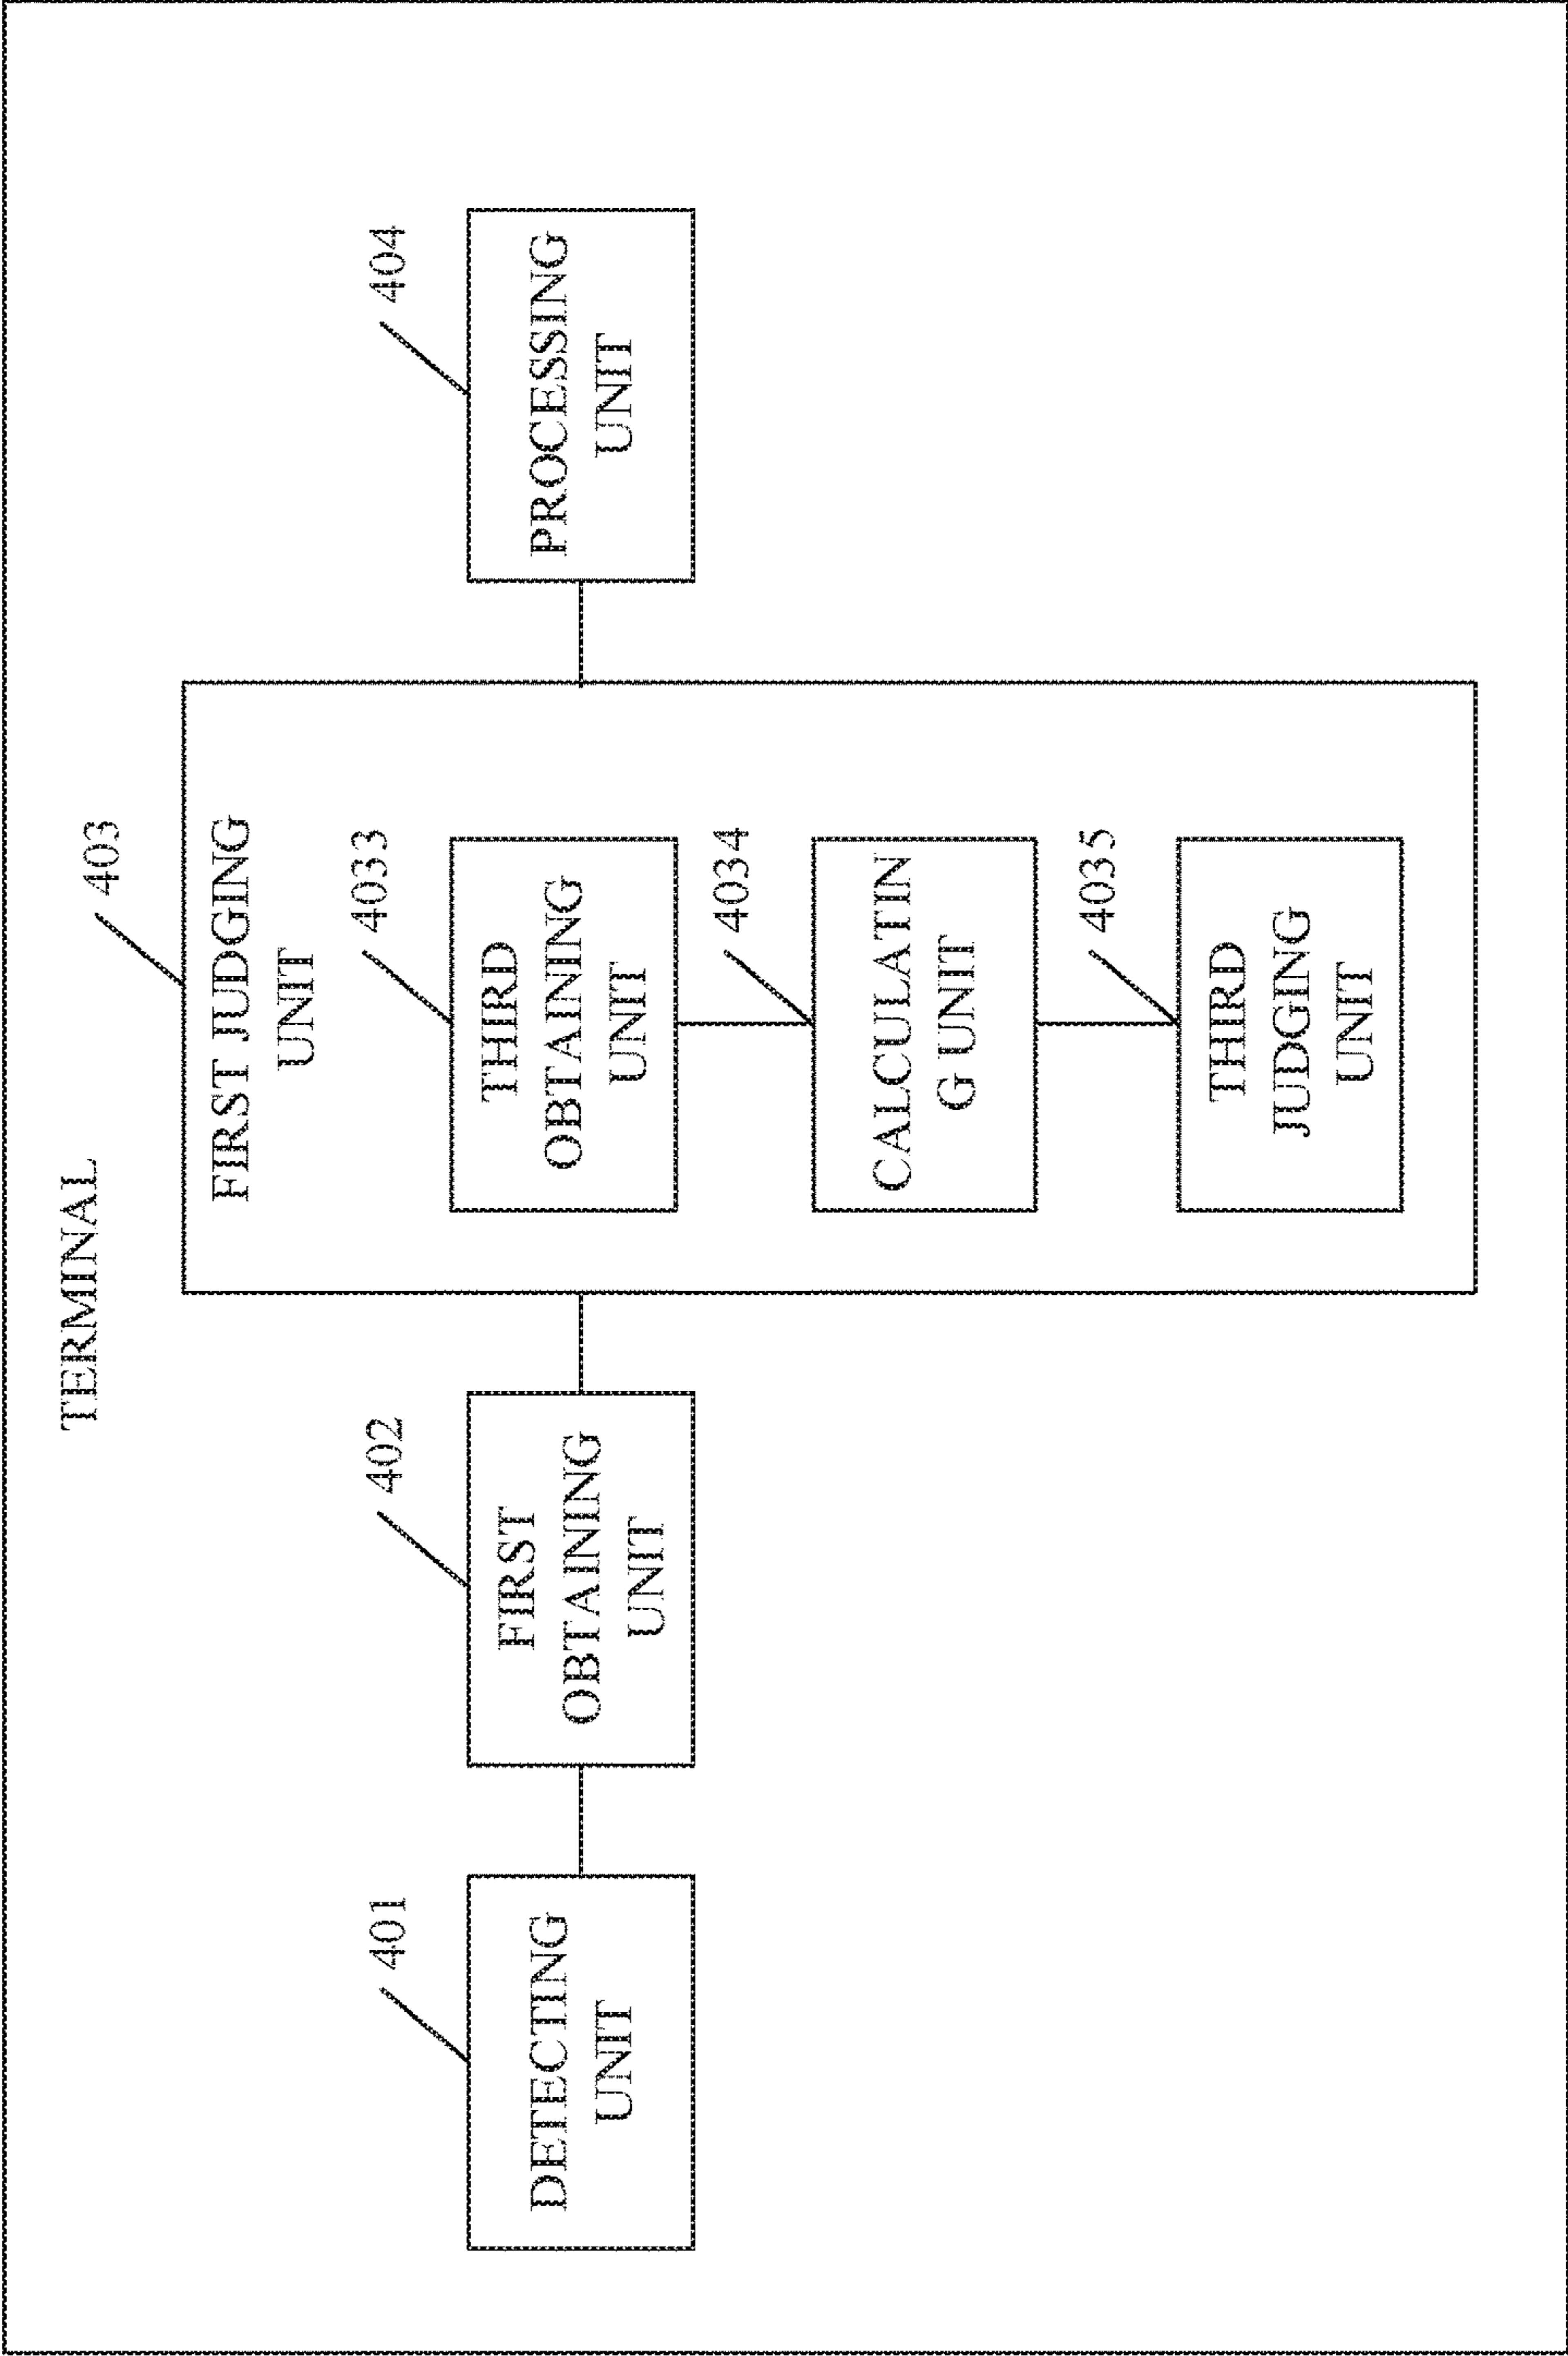 TERMINAL
403
FIRST JUDGING
UNIT
401
DETECTING
UNIT
402
FIRST
OBTAINING
UNIT
4033
THIRD
OBTAINING
UNIT
4034
CALCULATIN
G UNIT
4035
THIRD
JUDGING
UNIT
404
PROCESSING
UNIT